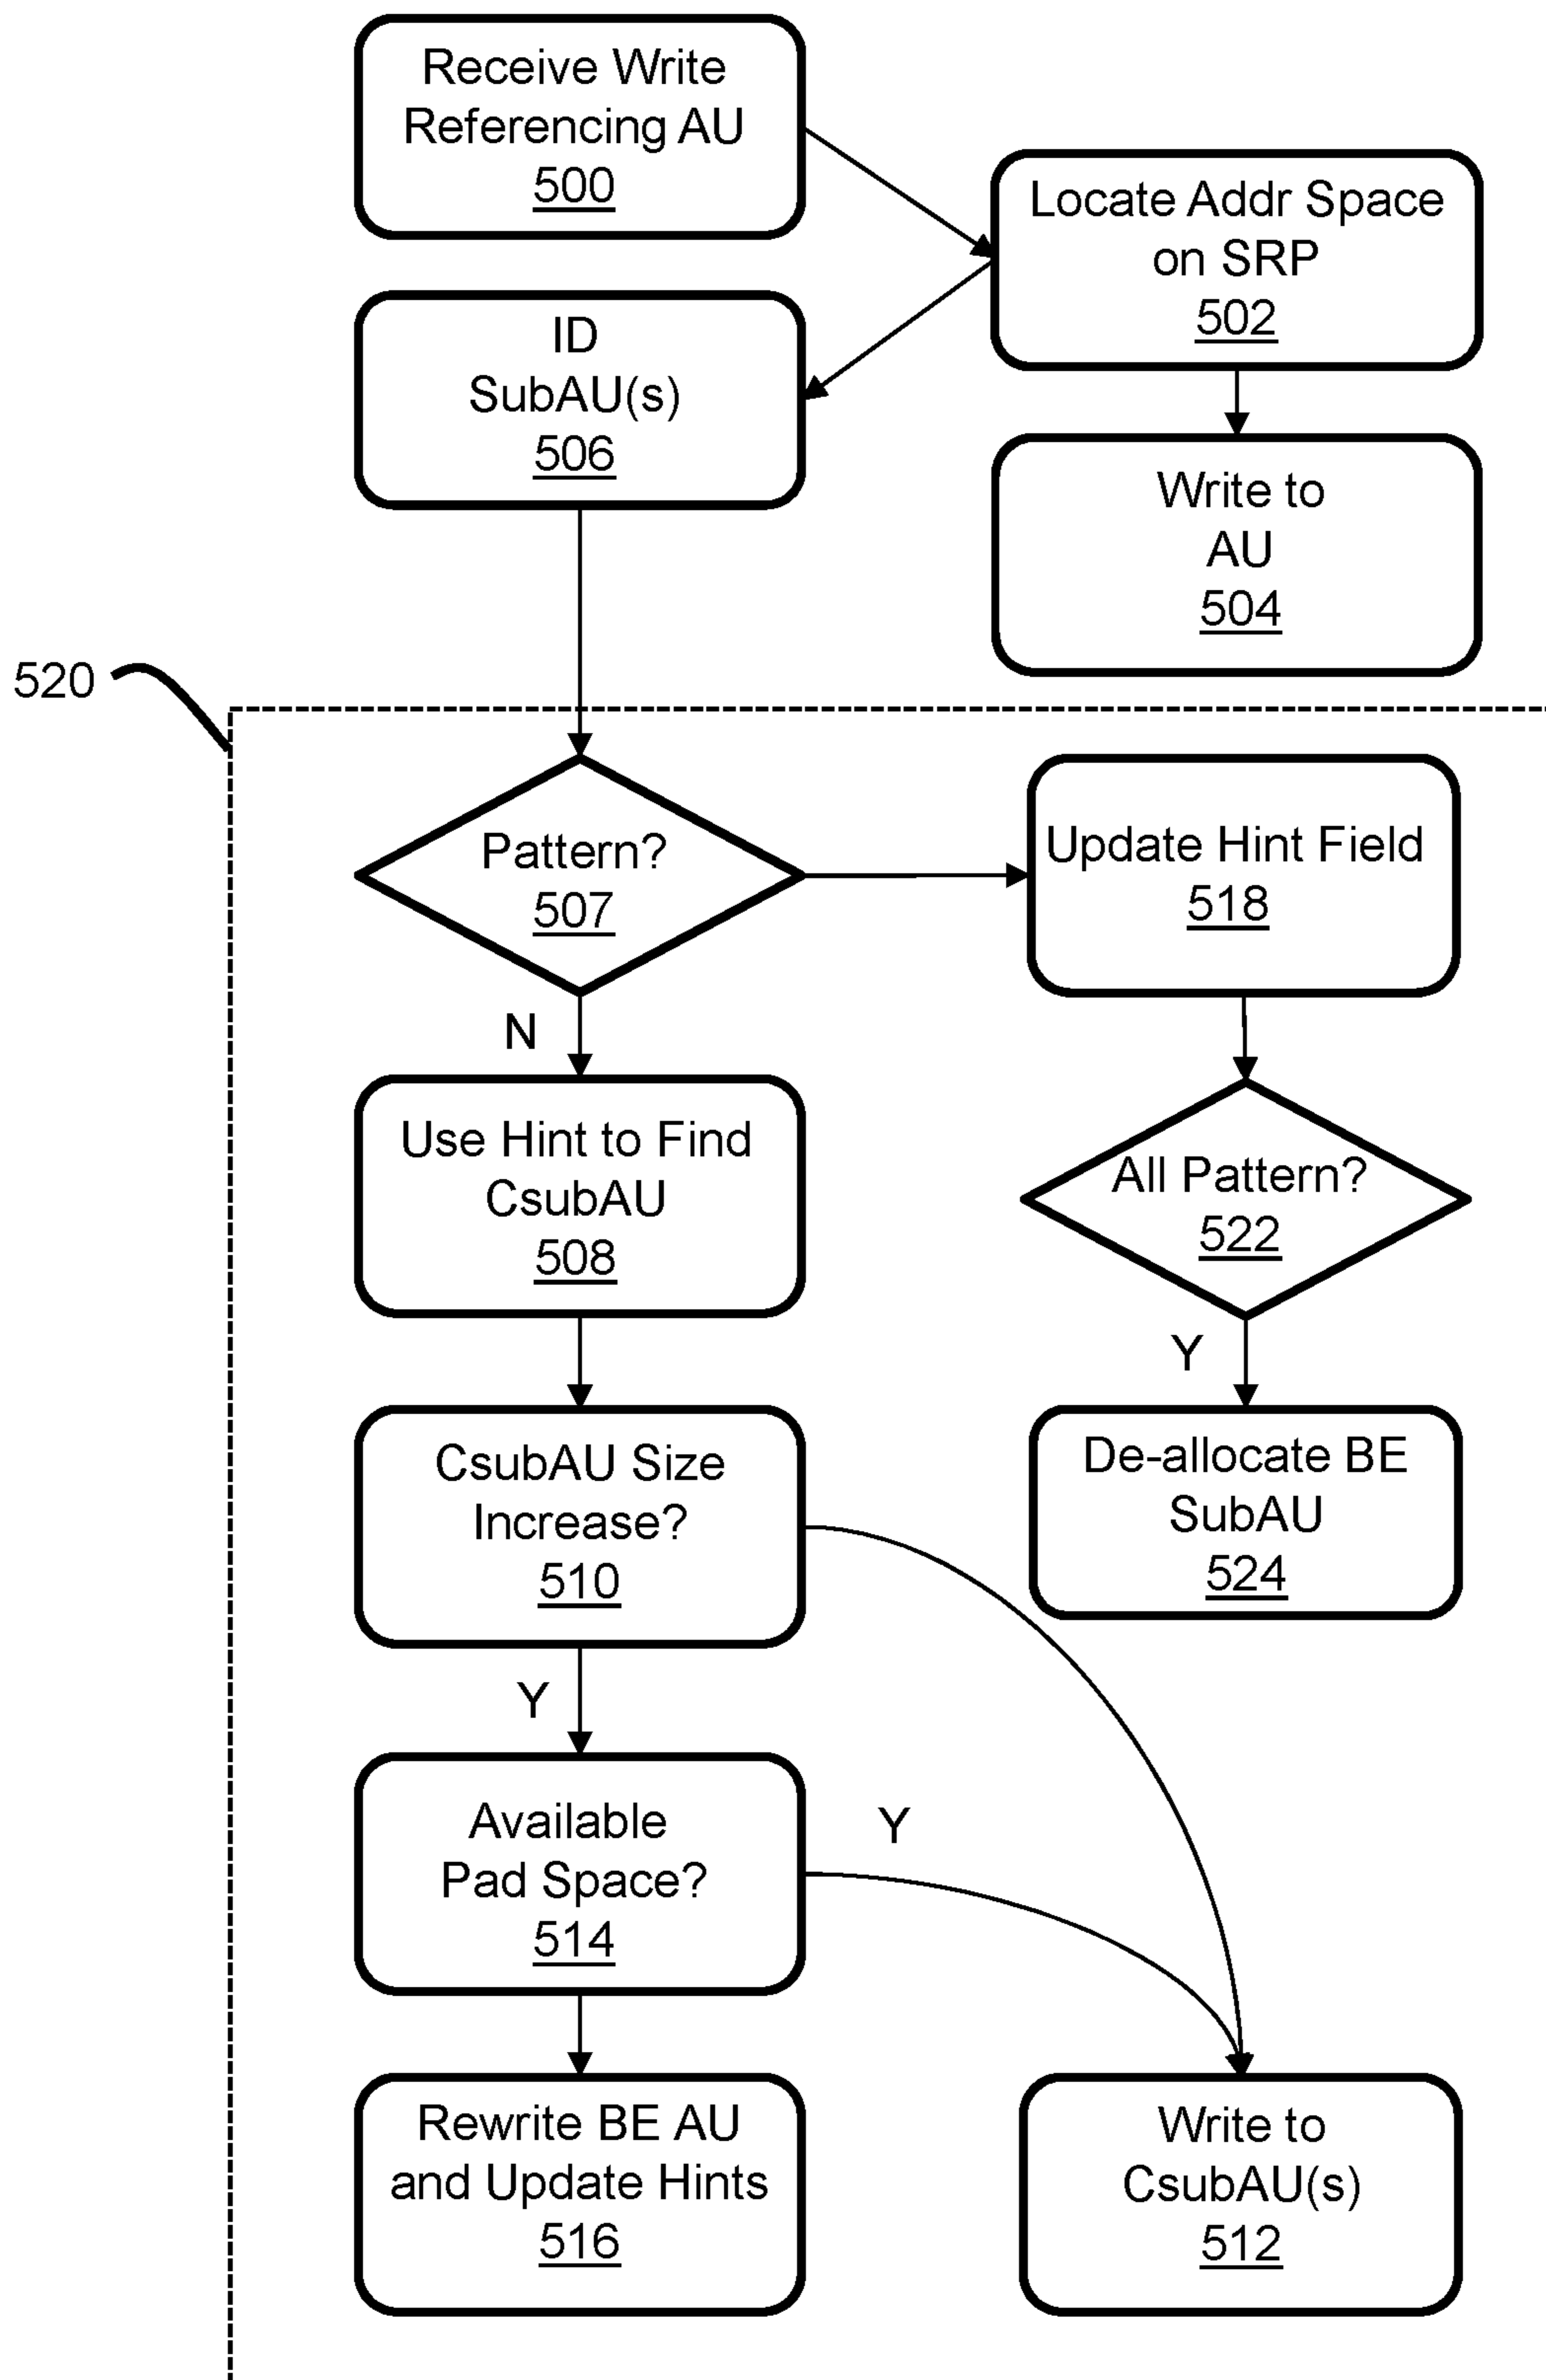 Receive Write
Referencing AU
500
Locate Addr Space
on SRP
502
ID
SubAU(s)
506
Write to
AU
504
520
Pattern?
507
Update Hint Field
518
N
Use Hint to Find
CsubAU
508
All Pattern?
522
Y
CsubAU Size
Increase?
510
De-allocate BE
SubAU
524
Y
Available
Pad Space?
514
Y
Rewrite BE AU
and Update Hints
516
Write to
CsubAU(s)
512